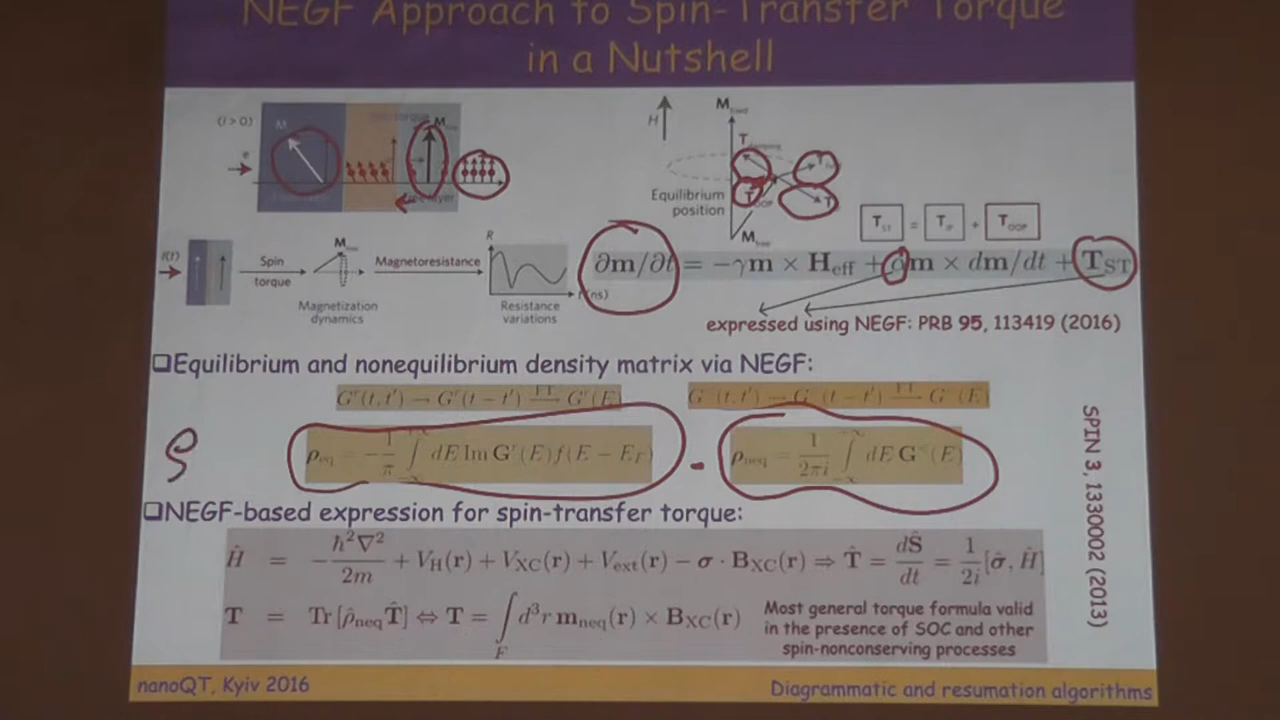 NEGF Approach to Spin-Transfer Torque
in a Nutshell
(I > 0)
M
e
H
M
Equilibrium
position
M
T_ST = T_IP + T_OOP
I(t)
Spin
torque
M
Magnetization
dynamics
Magnetoresistance
R
t (ns)
Resistance
variations
∂m/∂t = −γm × H_eff + αm × dm/dt + T_ST
expressed using NEGF: PRB 95, 113419 (2016)
❑Equilibrium and nonequilibrium density matrix via NEGF:
ρ
ρ_eq = −1/π ∫ dE Im G^r(E) f(E − E_F)
ρ_neq = 1/2πi ∫ dE G^<(E)
❑NEGF-based expression for spin-transfer torque:
Ĥ = −ħ²∇²/2m + V_H(r) + V_XC(r) + V_ext(r) − σ · B_XC(r) ⇒ T̂ = dŜ/dt = 1/2i [σ̂, Ĥ]
T = Tr [ρ̂_neq T̂] ⇔ T = ∫_F d³r m_neq(r) × B_XC(r)
Most general torque formula valid
in the presence of SOC and other
spin-nonconserving processes
SPIN 3, 1330002 (2013)
nanoQT, Kyiv 2016
Diagrammatic and resumation algorithms